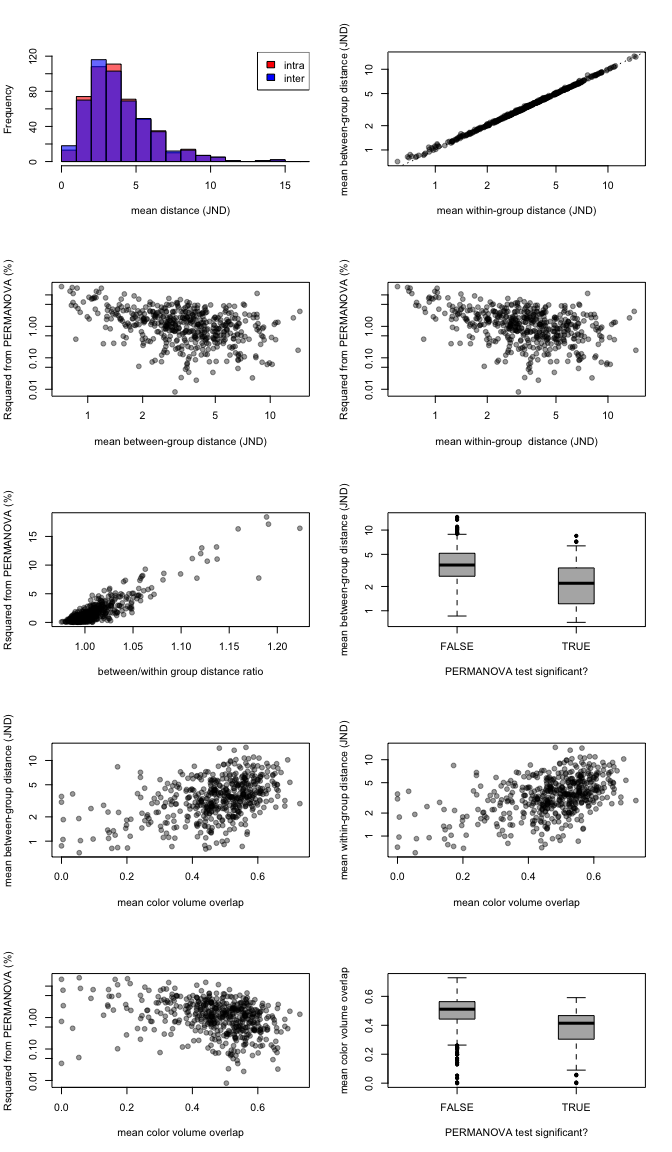 Frequency
120
80
40
0
intra
inter
0 5 10 15
mean distance (JND)
mean between-group distance (JND)
10
5
2
1
1 2 5 10
mean within-group distance (JND)
Rsquared from PERMANOVA (%)
1.00
0.10
0.01
1 2 5 10
mean between-group distance (JND)
Rsquared from PERMANOVA (%)
1.00
0.10
0.01
1 2 5 10
mean within-group distance (JND)
Rsquared from PERMANOVA (%)
15
10
5
0
1.00 1.05 1.10 1.15 1.20
between/within group distance ratio
mean between-group distance (JND)
10
5
2
1
FALSE TRUE
PERMANOVA test significant?
mean between-group distance (JND)
10
5
2
1
0.0 0.2 0.4 0.6
mean color volume overlap
mean within-group distance (JND)
10
5
2
1
0.0 0.2 0.4 0.6
mean color volume overlap
Rsquared from PERMANOVA (%)
1.00
0.10
0.01
0.0 0.2 0.4 0.6
mean color volume overlap
mean color volume overlap
0.6
0.4
0.2
0.0
FALSE TRUE
PERMANOVA test significant?